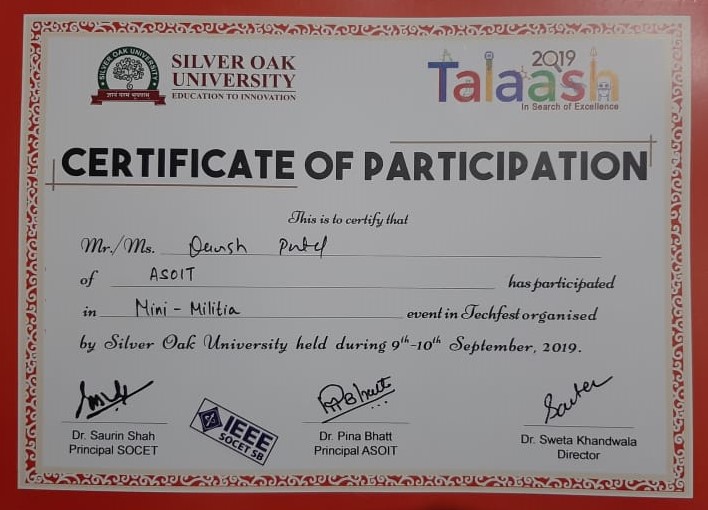 SILVER OAK UNIVERSITY
ज्ञानं परमं भूषणम्
SILVER OAK
UNIVERSITY
EDUCATION TO INNOVATION
2019
Talaash
In Search of Excellence
CERTIFICATE OF PARTICIPATION
This is to certify that
Mr./Ms.
of ASOIT has participated
in Mini - Militia event in Techfest organised
by Silver Oak University held during 9th-10th September, 2019.
IEEE
SOCET SB
Dr. Saurin Shah
Principal SOCET
Dr. Pina Bhatt
Principal ASOIT
Dr. Sweta Khandwala
Director